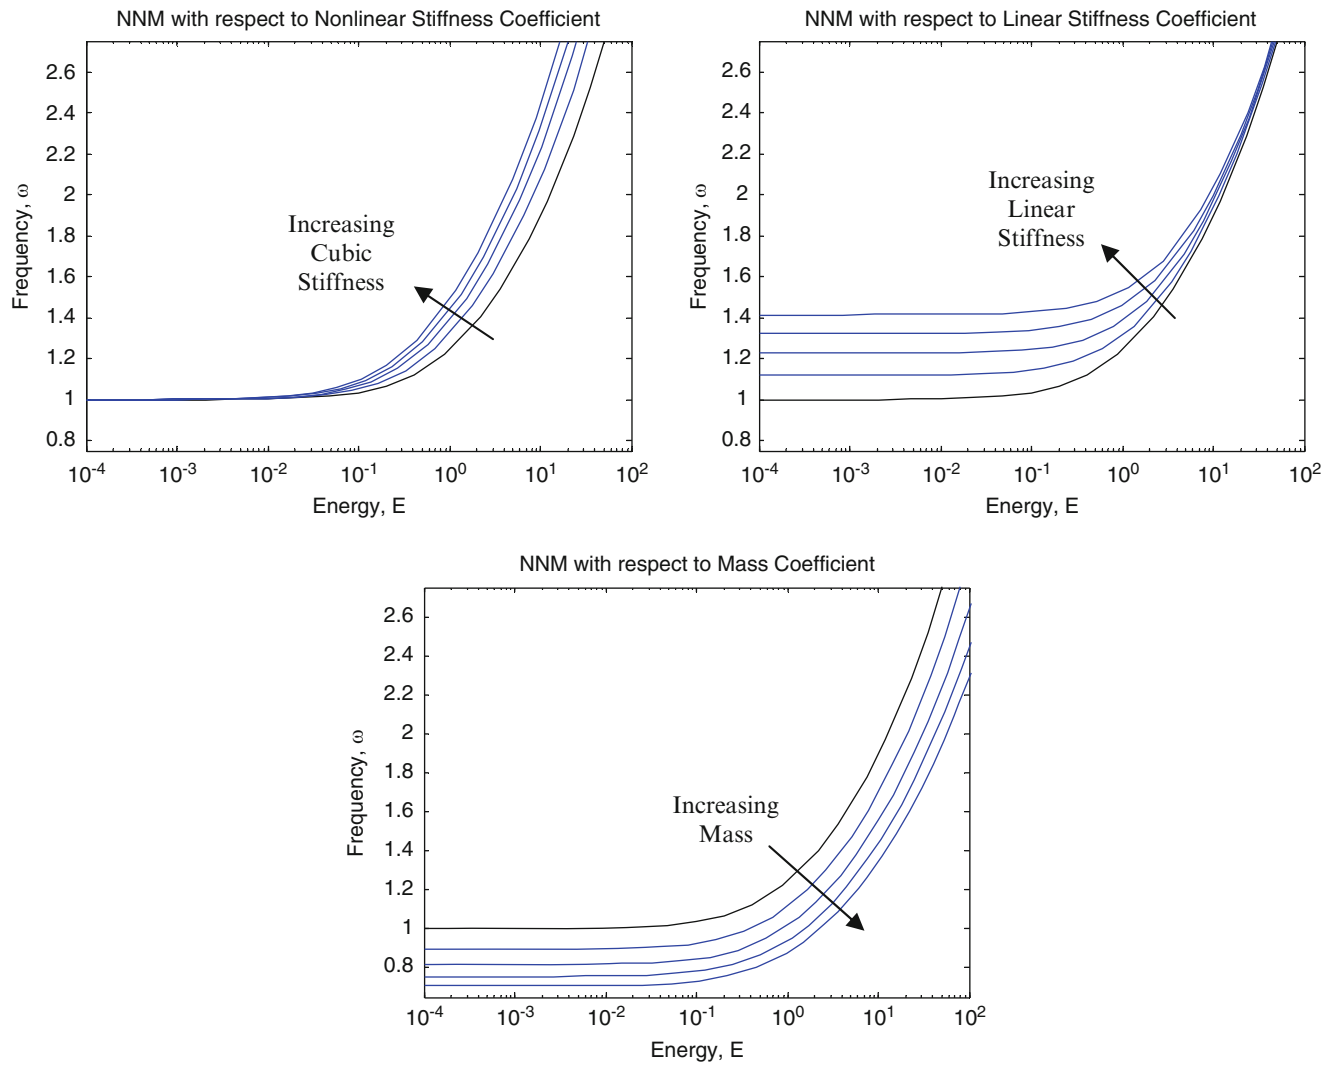 NNM with respect to Nonlinear Stiffness Coefficient
2.6
2.4
2.2
2
1.8
1.6
1.4
1.2
1
0.8
Frequency, ω
Increasing
Cubic
Stiffness
10-4 10-3 10-2 10-1 100 101 102
Energy, E
NNM with respect to Linear Stiffness Coefficient
2.6
2.4
2.2
2
1.8
1.6
1.4
1.2
1
0.8
Frequency, ω
Increasing
Linear
Stiffness
10-4 10-3 10-2 10-1 100 101 102
Energy, E
NNM with respect to Mass Coefficient
2.6
2.4
2.2
2
1.8
1.6
1.4
1.2
1
0.8
Frequency, ω
Increasing
Mass
10-4 10-3 10-2 10-1 100 101 102
Energy, E